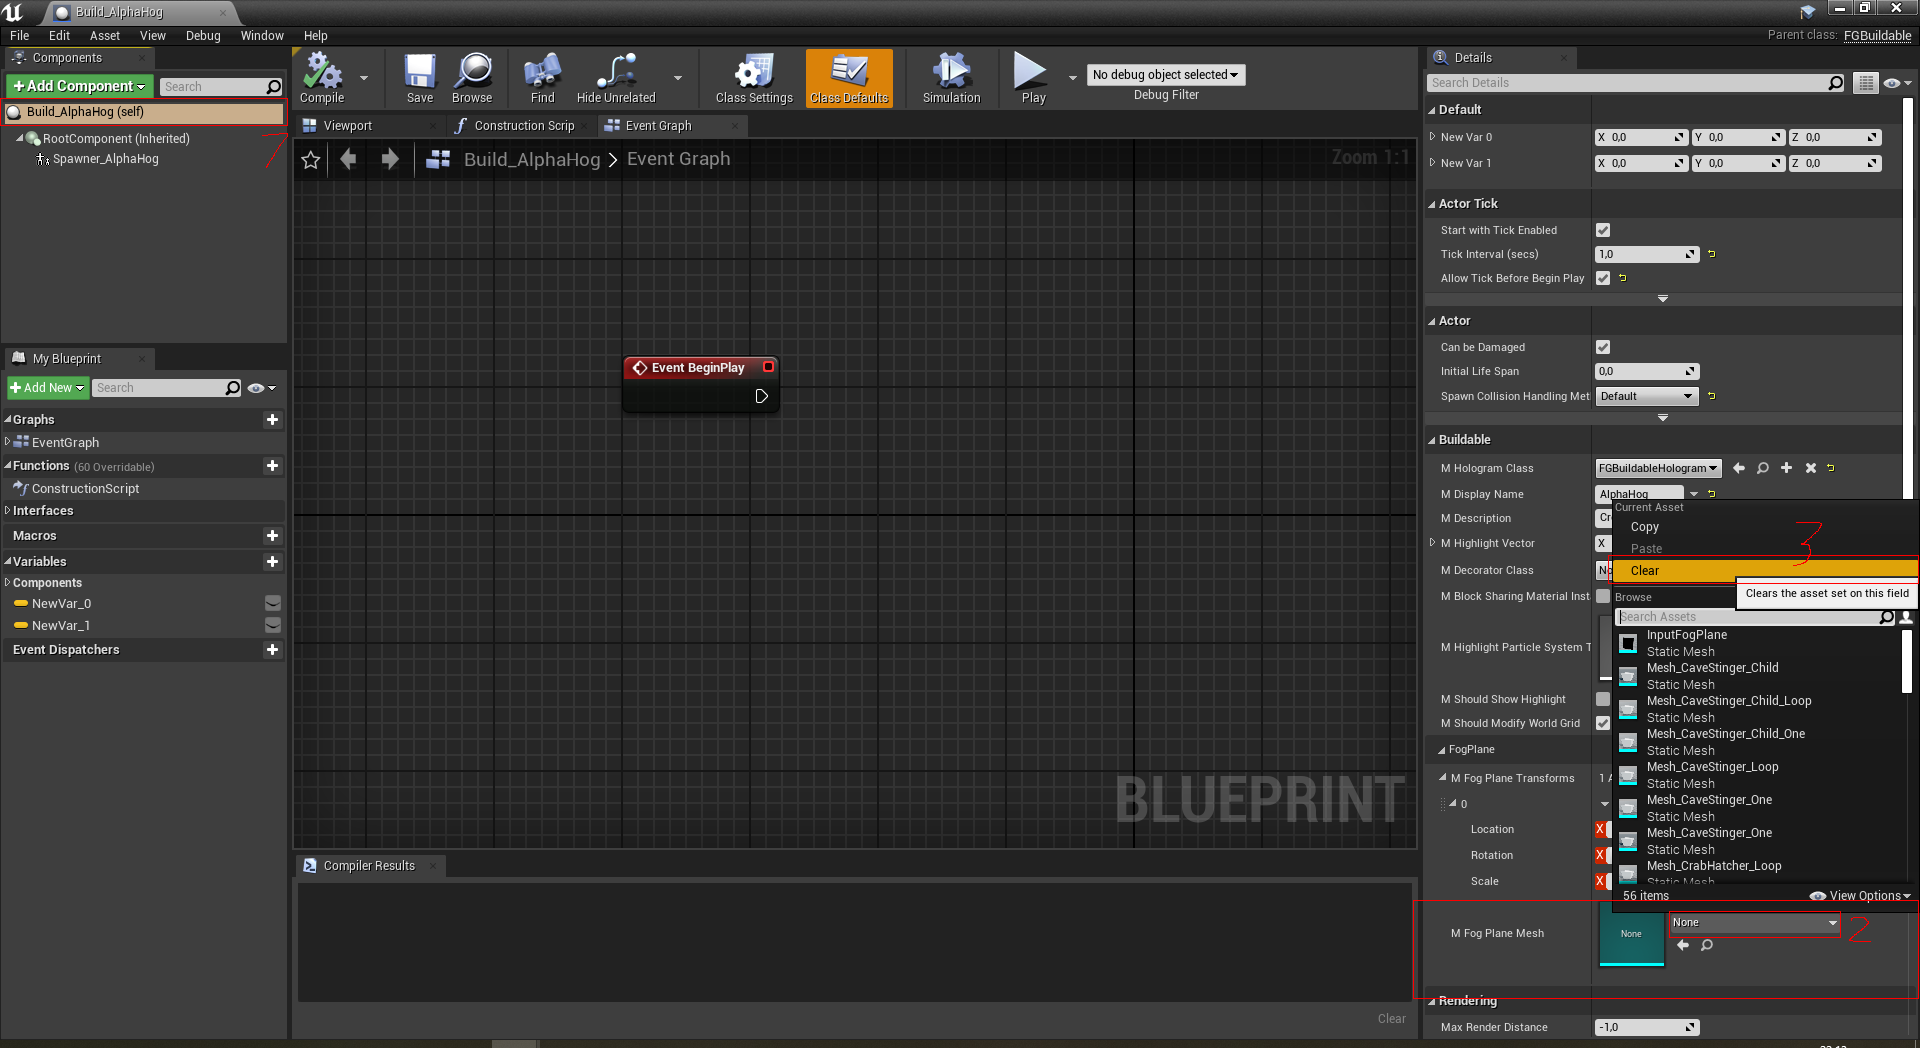 Build_AlphaHog
File Edit Asset View Debug Window Help
Parent class: FGBuildable
Components
+Add Component
Search
Build_AlphaHog (self)
RootComponent (Inherited)
Spawner_AlphaHog
1
My Blueprint
+Add New
Search
Graphs
EventGraph
Functions (60 Overridable)
ConstructionScript
Interfaces
Macros
Variables
Components
NewVar_0
NewVar_1
Event Dispatchers
Compile
Save
Browse
Find
Hide Unrelated
Class Settings
Class Defaults
Simulation
Play
No debug object selected
Debug Filter
Viewport
Construction Scrip
Event Graph
Build_AlphaHog > Event Graph
Zoom 1:1
Event BeginPlay
BLUEPRINT
Compiler Results
Clear
Details
Search Details
Default
New Var 0 X 0,0 Y 0,0 Z 0,0
New Var 1 X 0,0 Y 0,0 Z 0,0
Actor Tick
Start with Tick Enabled
Tick Interval (secs) 1,0
Allow Tick Before Begin Play
Actor
Can be Damaged
Initial Life Span 0,0
Spawn Collision Handling Met Default
Buildable
M Hologram Class FGBuildableHologram
M Display Name AlphaHog
M Description Cr
M Highlight Vector X
M Decorator Class No
M Block Sharing Material Inst
M Highlight Particle System T
M Should Show Highlight
M Should Modify World Grid
FogPlane
M Fog Plane Transforms 1
0
Location X
Rotation X
Scale X
M Fog Plane Mesh None None
2
Rendering
Max Render Distance -1,0
Current Asset
Copy
3
Paste
Clear
Clears the asset set on this field
Browse
Search Assets
InputFogPlane
Static Mesh
Mesh_CaveStinger_Child
Static Mesh
Mesh_CaveStinger_Child_Loop
Static Mesh
Mesh_CaveStinger_Child_One
Static Mesh
Mesh_CaveStinger_Loop
Static Mesh
Mesh_CaveStinger_One
Static Mesh
Mesh_CaveStinger_One
Static Mesh
Mesh_CrabHatcher_Loop
Static Mesh
56 items
View Options